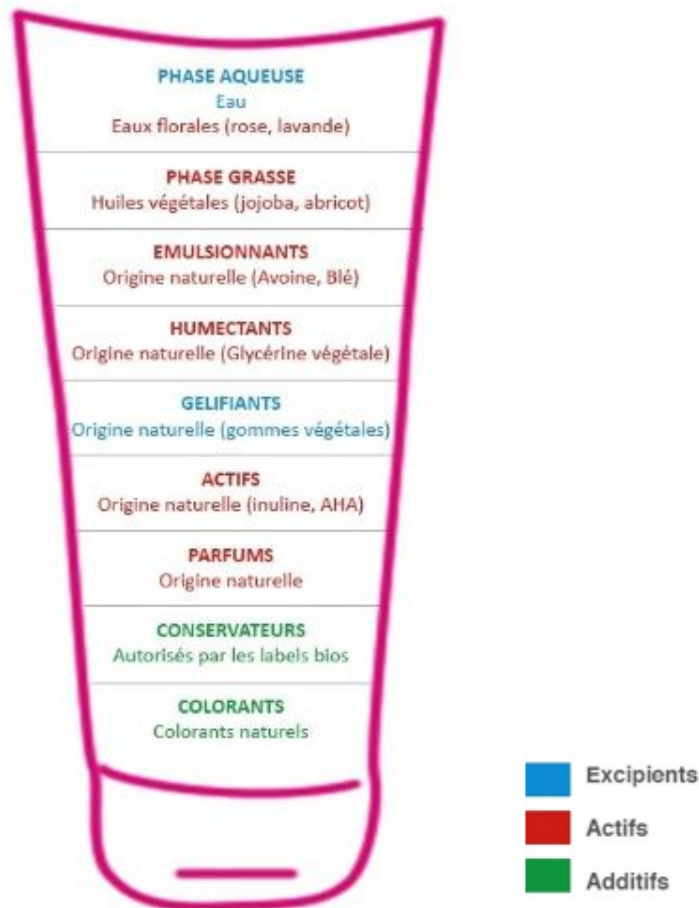 PHASE AQUEUSE
Eau
Eaux florales (rose, lavande)
PHASE GRASSE
Huiles végétales (jojoba, abricot)
EMULSIONNANTS
Origine naturelle (Avoine, Blé)
HUMECTANTS
Origine naturelle (Glycérine végétale)
GELIFIANTS
Origine naturelle (gommes végétales)
ACTIFS
Origine naturelle (inuline, AHA)
PARFUMS
Origine naturelle
CONSERVATEURS
Autorisés par les labels bios
COLORANTS
Colorants naturels
Excipients
Actifs
Additifs